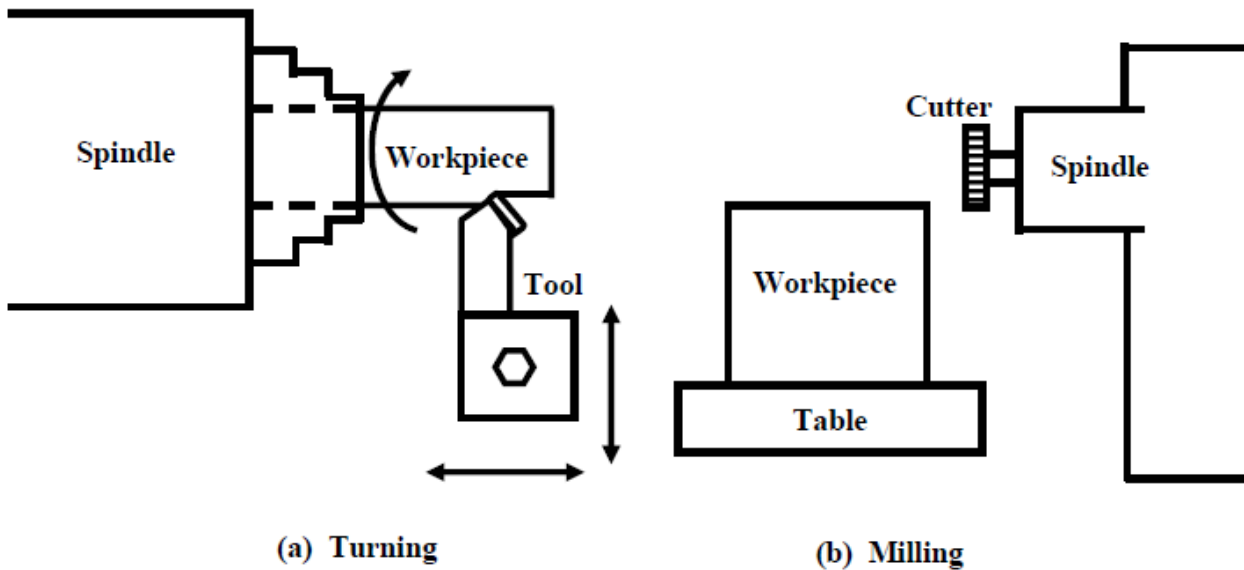 Spindle
Workpiece
Tool
(a) Turning
Cutter
Spindle
Workpiece
Table
(b) Milling